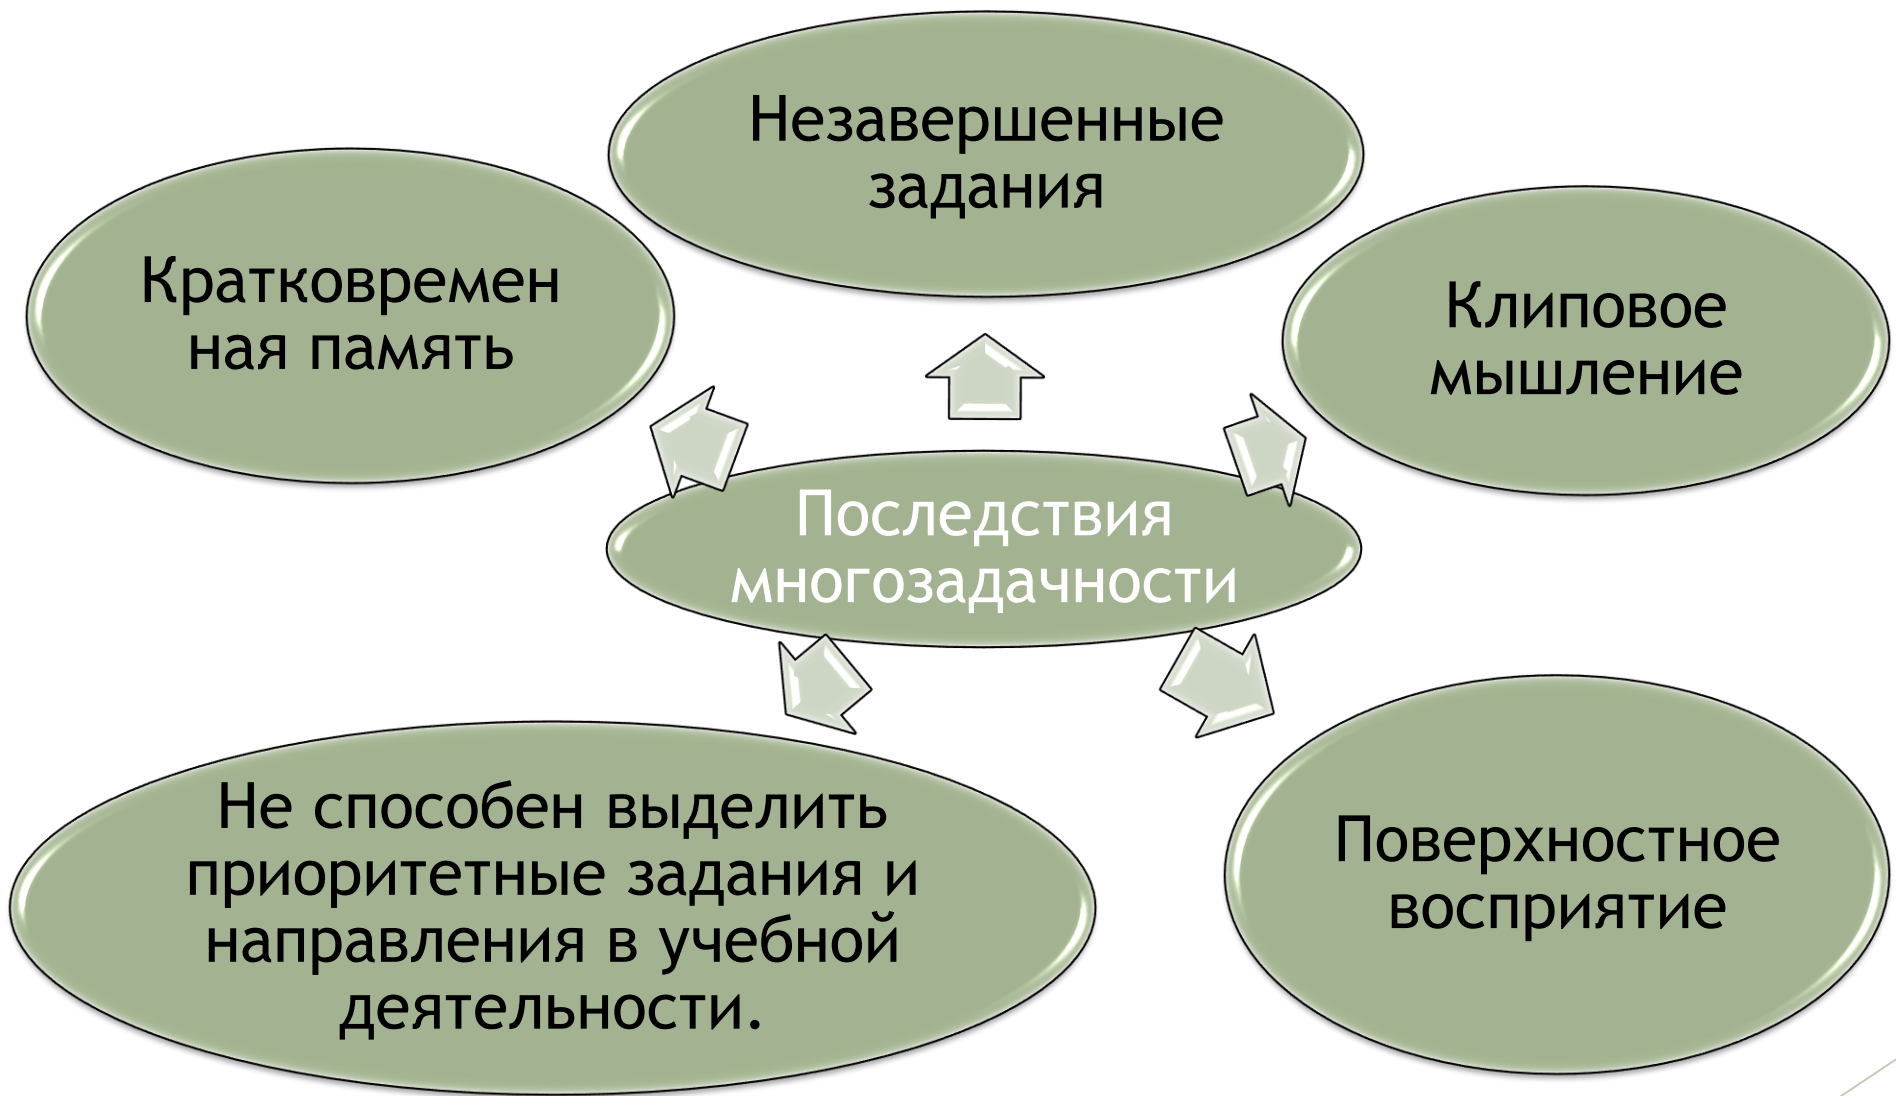 Незавершенные
задания
Кратковремен
ная память
Клиповое
мышление
Последствия
многозадачности
Не способен выделить
приоритетные задания и
направления в учебной
деятельности.
Поверхностное
восприятие